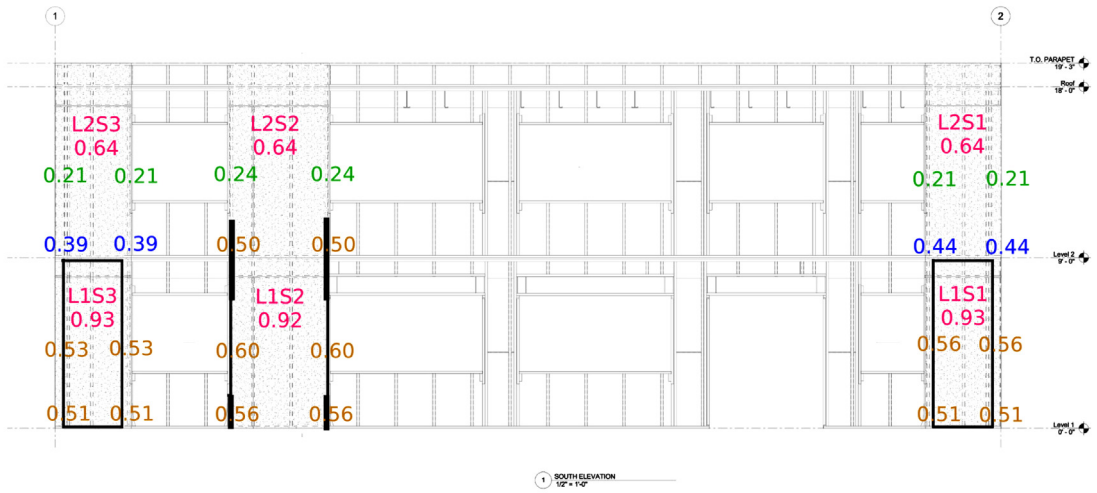 1
2
T.O. PARAPET
19' - 3"
Roof
18' - 0"
L2S3
0.64
L2S2
0.64
L2S1
0.64
0.21
0.21
0.24
0.24
0.21
0.21
0.39
0.39
0.50
0.50
0.44
0.44
Level 2
9' - 0"
L1S3
0.93
L1S2
0.92
L1S1
0.93
0.53
0.53
0.60
0.60
0.56
0.56
0.51
0.51
0.56
0.56
0.51
0.51
Level 1
0' - 0"
1
SOUTH ELEVATION
1/2" = 1'-0"